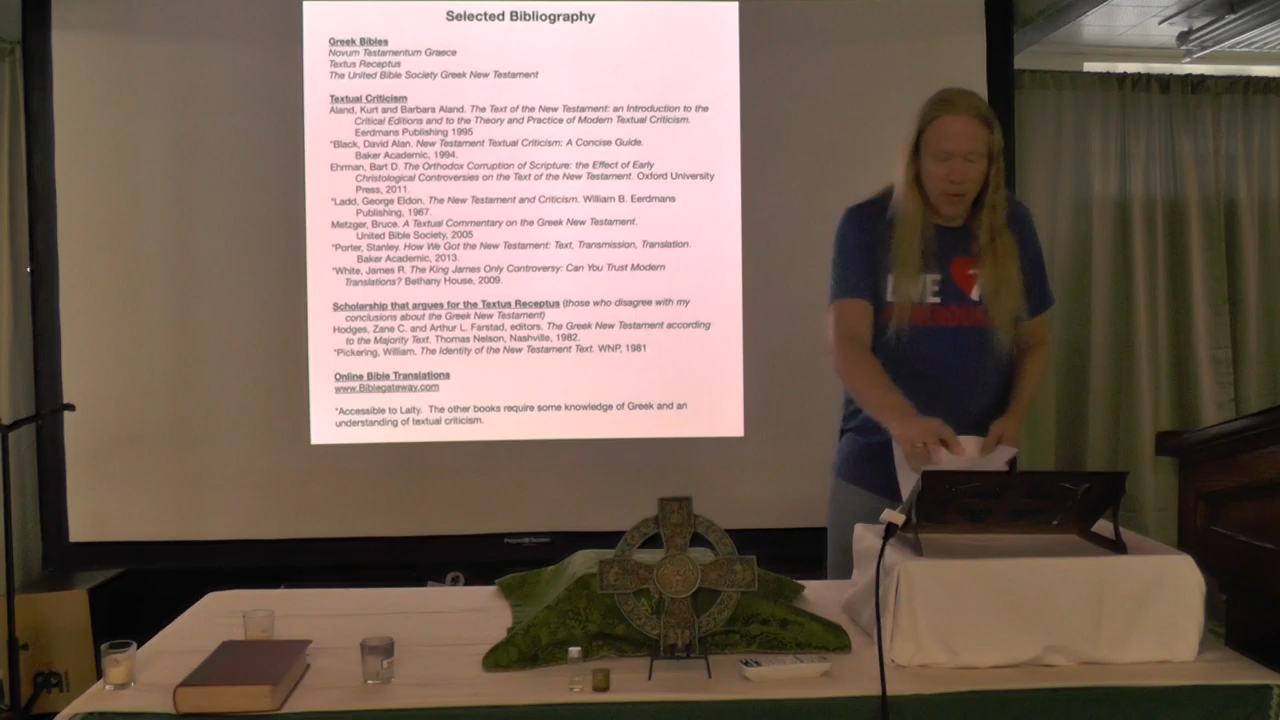 Selected Bibliography
Greek Bibles
Novum Testamentum Graece
Textus Receptus
The United Bible Society Greek New Testament
Textual Criticism
Aland, Kurt and Barbara Aland. The Text of the New Testament: an Introduction to the
Critical Editions and to the Theory and Practice of Modern Textual Criticism.
Eerdmans Publishing 1995
*Black, David Alan. New Testament Textual Criticism: A Concise Guide.
Baker Academic, 1994.
Ehrman, Bart D. The Orthodox Corruption of Scripture: the Effect of Early
Christological Controversies on the Text of the New Testament. Oxford University
Press, 2011.
*Ladd, George Eldon. The New Testament and Criticism. William B. Eerdmans
Publishing, 1967.
Metzger, Bruce. A Textual Commentary on the Greek New Testament.
United Bible Society, 2005
*Porter, Stanley. How We Got the New Testament: Text, Transmission, Translation.
Baker Academic, 2013.
*White, James R. The King James Only Controversy: Can You Trust Modern
Translations? Bethany House, 2009.
Scholarship that argues for the Textus Receptus (those who disagree with my
conclusions about the Greek New Testament)
Hodges, Zane C. and Arthur L. Farstad, editors. The Greek New Testament according
to the Majority Text. Thomas Nelson, Nashville, 1982.
*Pickering, William. The Identity of the New Testament Text. WNP, 1981
Online Bible Translations
www.Biblegateway.com
*Accessible to Laity. The other books require some knowledge of Greek and an
understanding of textual criticism.